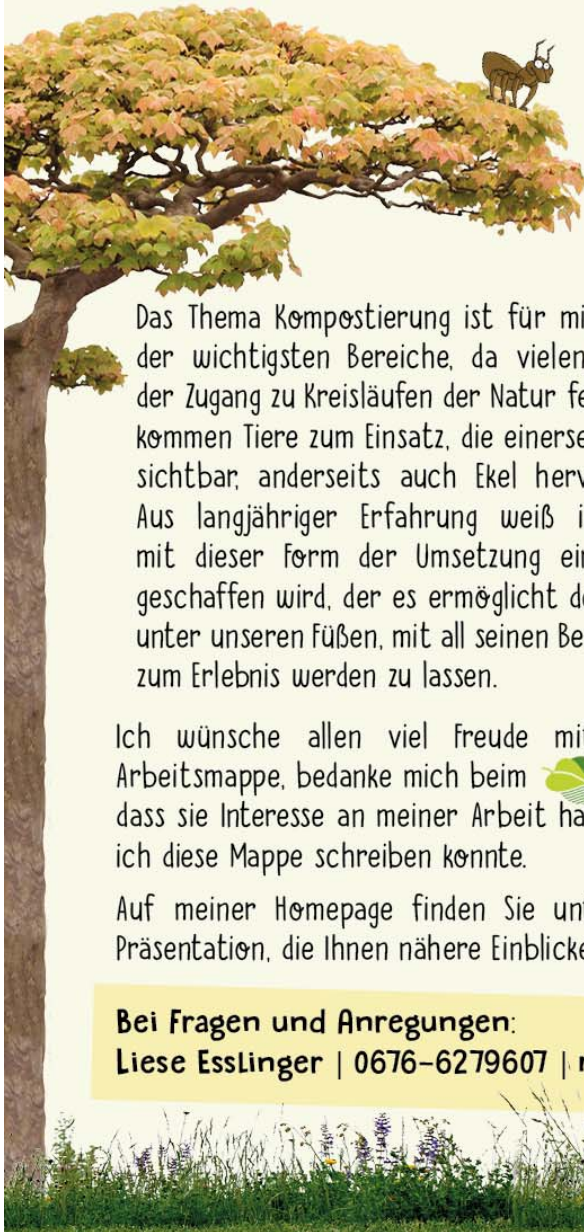 Das Thema Kompostierung ist für mi
der wichtigsten Bereiche, da vielen
der Zugang zu Kreisläufen der Natur fe
kommen Tiere zum Einsatz, die einerse
sichtbar, anderseits auch Ekel herv
Aus langjähriger Erfahrung weiß i
mit dieser Form der Umsetzung ein
geschaffen wird, der es ermöglicht de
unter unseren Füßen, mit all seinen Be
zum Erlebnis werden zu lassen.
Ich wünsche allen viel Freude mit
Arbeitsmappe, bedanke mich beim
dass sie Interesse an meiner Arbeit ha
ich diese Mappe schreiben konnte.
Auf meiner Homepage finden Sie unt
Präsentation, die Ihnen nähere Einblicke
Bei Fragen und Anregungen:
Liese Esslinger | 0676-6279607 |